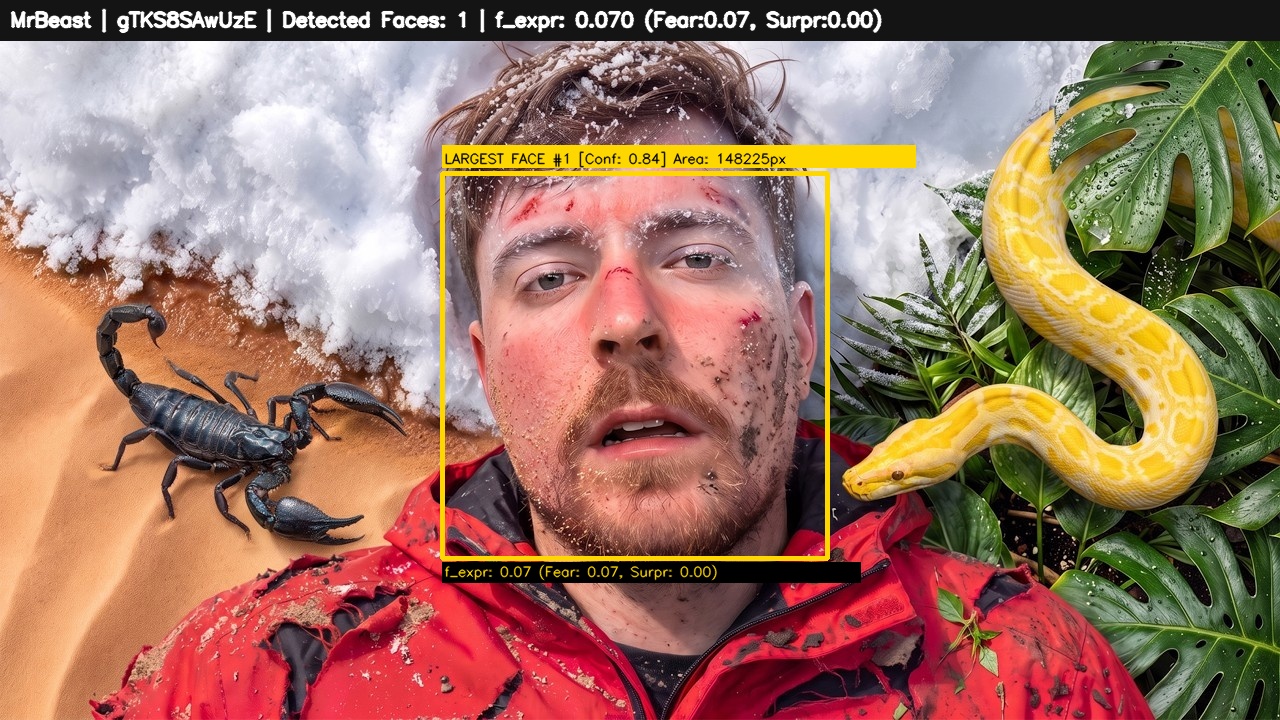 MrBeast | gTKS8SAwUzE | Detected Faces: 1 | f_expr: 0.070 (Fear:0.07, Surpr:0.00)
LARGEST FACE #1 [Conf: 0.84] Area: 148225px
f_expr: 0.07 (Fear: 0.07, Surpr: 0.00)